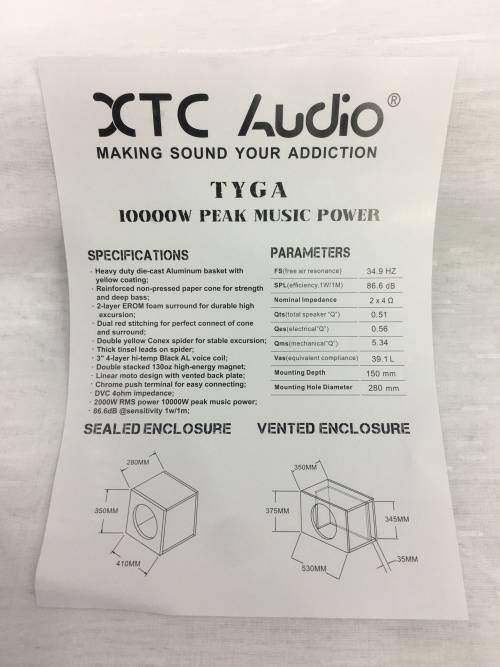 XTC Audio®
MAKING SOUND YOUR ADDICTION
TYGA
10000W PEAK MUSIC POWER
SPECIFICATIONS
· Heavy duty die-cast Aluminum basket with
yellow coating;
· Reinforced non-pressed paper cone for strength
and deep bass;
· 2-layer EROM foam surround for durable high
excursion;
· Dual red stitching for perfect connect of cone
and surround;
· Double yellow Conex spider for stable excursion;
· Thick tinsel leads on spider;
· 3" 4-layer hi-temp Black AL voice coil;
· Double stacked 130oz high-energy magnet;
· Linear moto design with vented back plate;
· Chrome push terminal for easy connecting;
· DVC 4ohm impedance;
· 2000W RMS power 10000W peak music power;
· 86.6dB @sensitivity 1w/1m;
PARAMETERS
FS(free air resonance) 34.9 HZ
SPL(efficiency,1W/1M) 86.6 dB
Nominal Impedance 2 x 4 Ω
Qts(total speaker "Q") 0.51
Qes(electrical"Q") 0.56
Qms(mechanical"Q") 5.34
Vas(equivalent compliance) 39.1 L
Mounting Depth 150 mm
Mounting Hole Diameter 280 mm
SEALED ENCLOSURE
280MM
350MM
410MM
VENTED ENCLOSURE
350MM
375MM
345MM
35MM
530MM